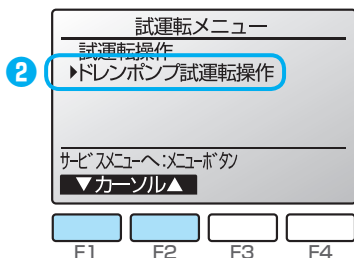 試運転メニュー
試運転操作
2 ▶ドレンポンプ試運転操作
サービスメニューへ:メニューボタン
▼カーソル▲
F1 F2 F3 F4